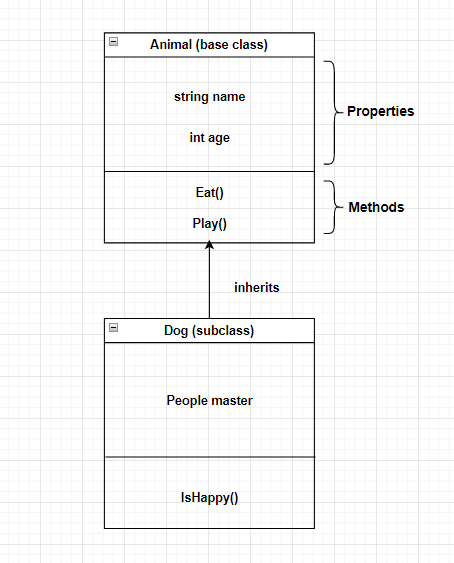 Animal (base class)
string name
int age
Properties
Eat()
Play()
Methods
inherits
Dog (subclass)
People master
IsHappy()